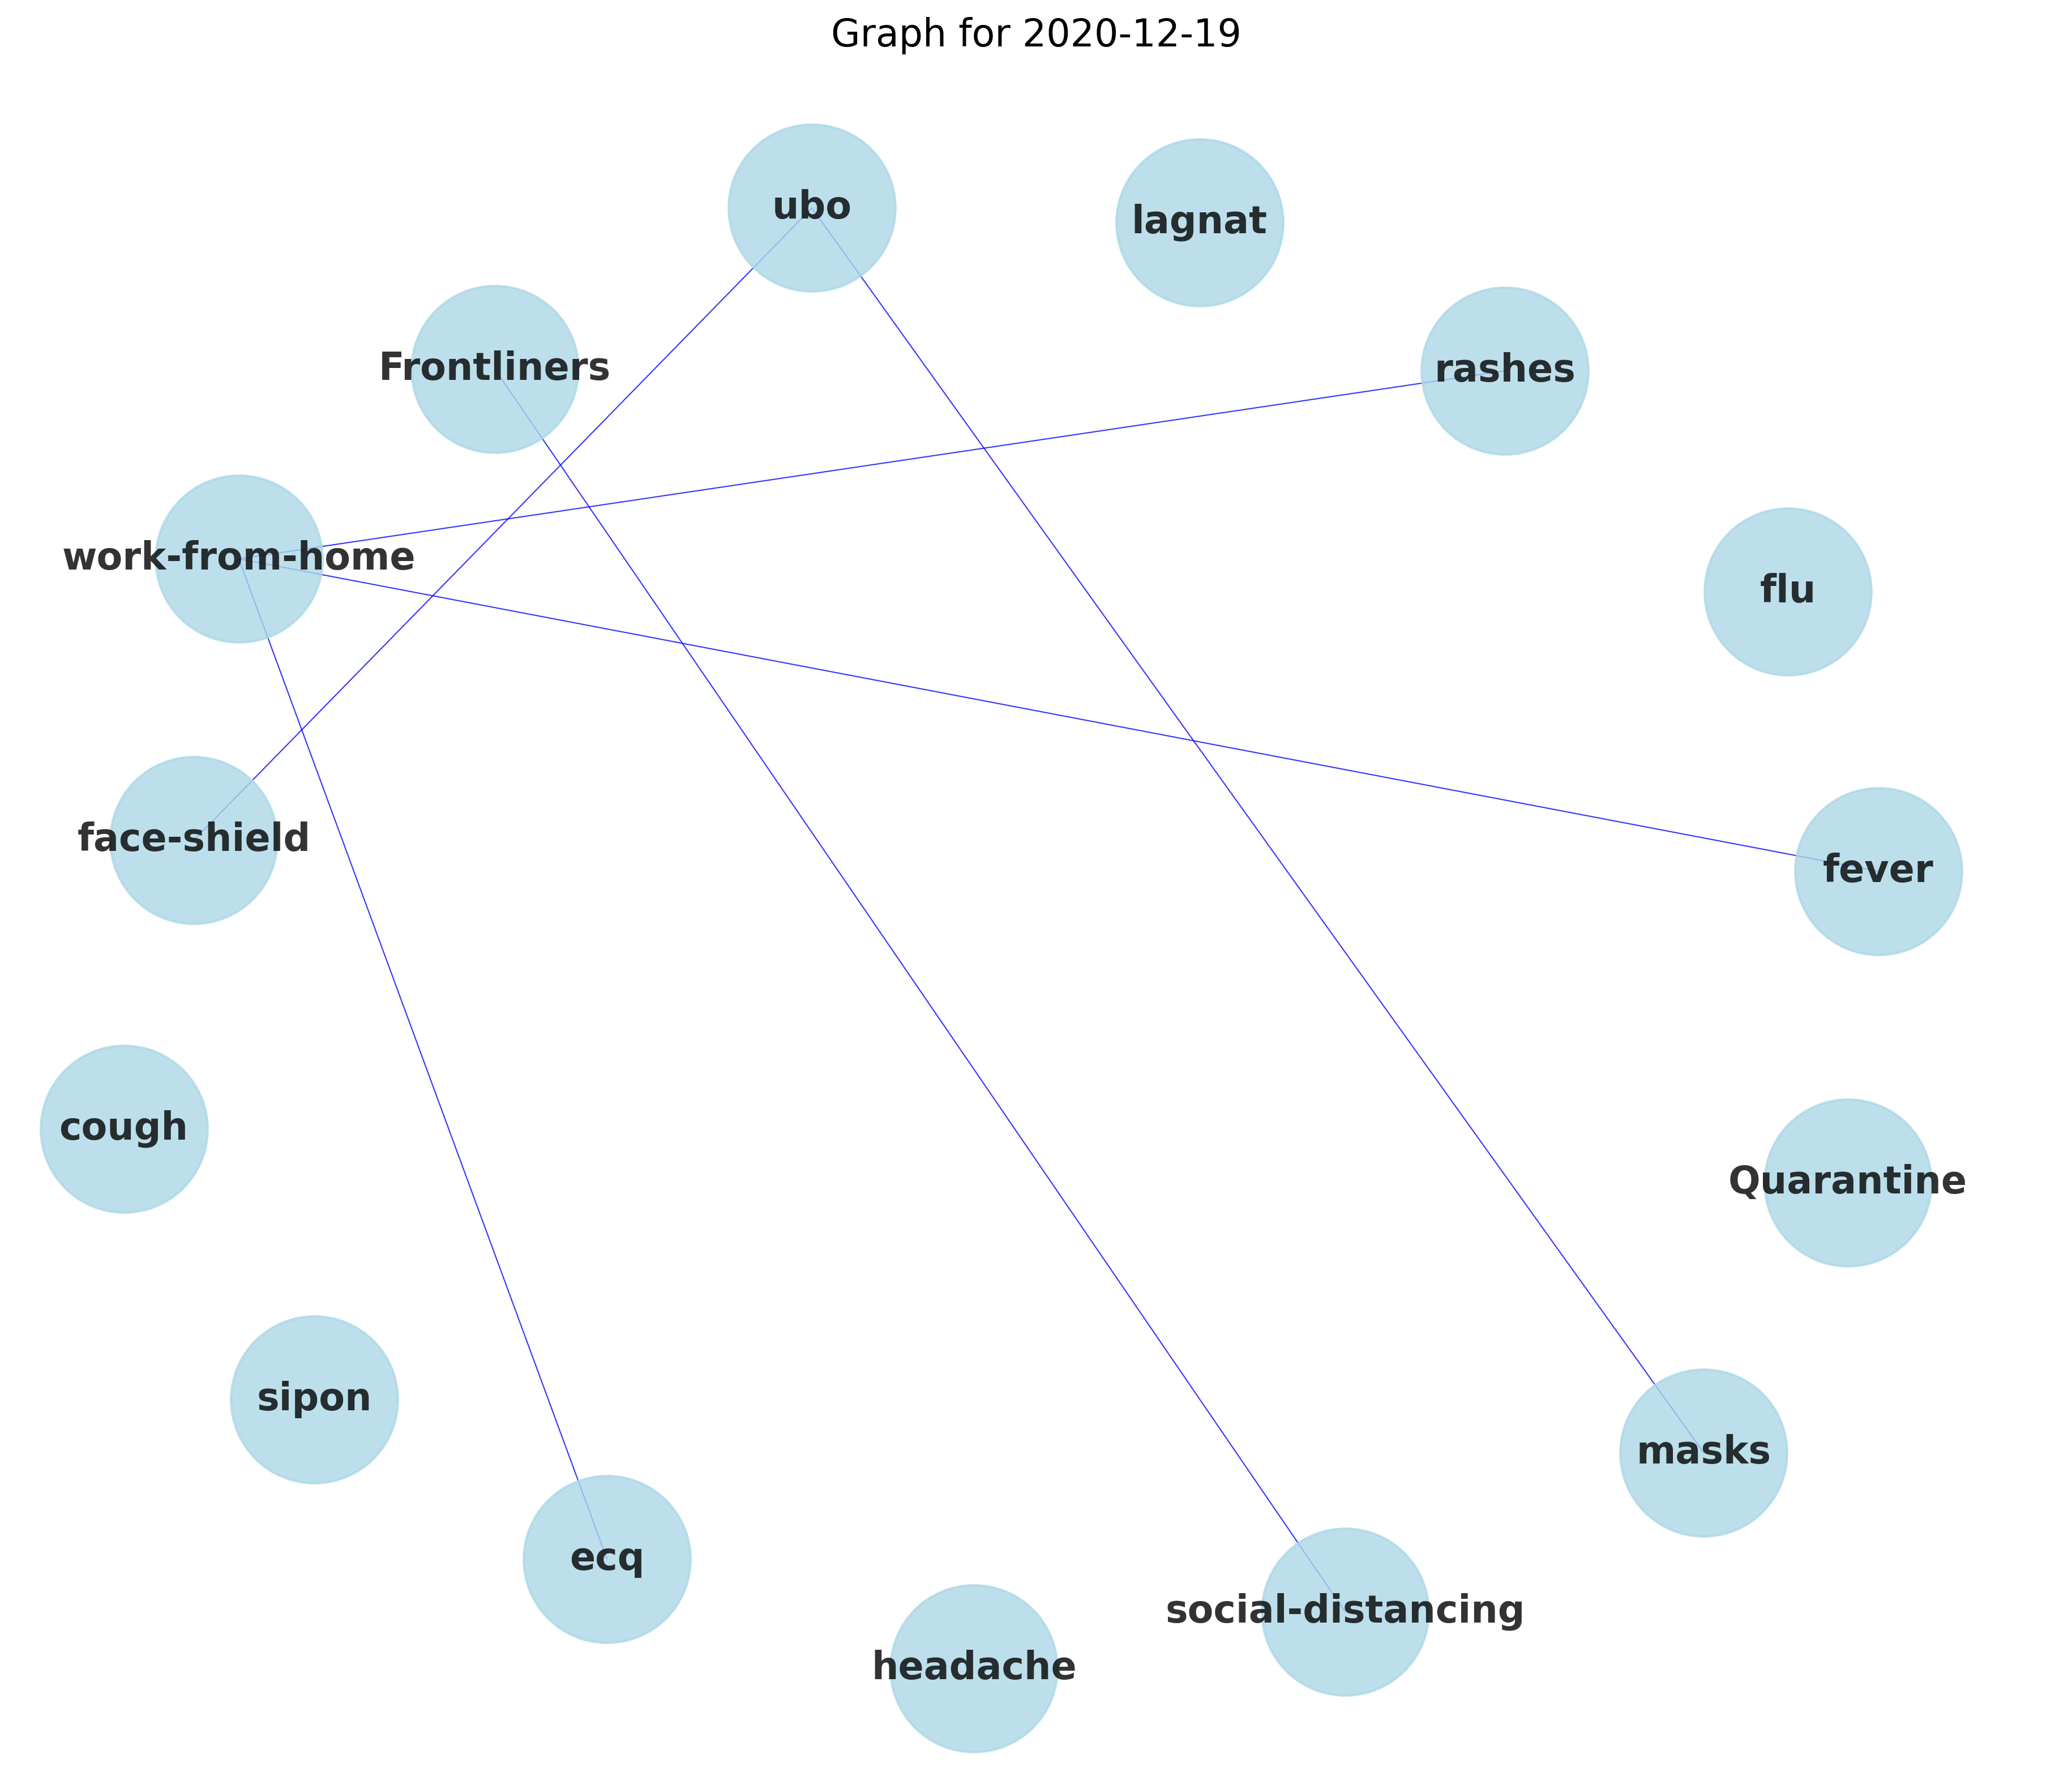 Graph for 2020-12-19
ubo
lagnat
Frontliners
rashes
work-from-home
flu
face-shield
fever
cough
Quarantine
sipon
masks
ecq
social-distancing
headache